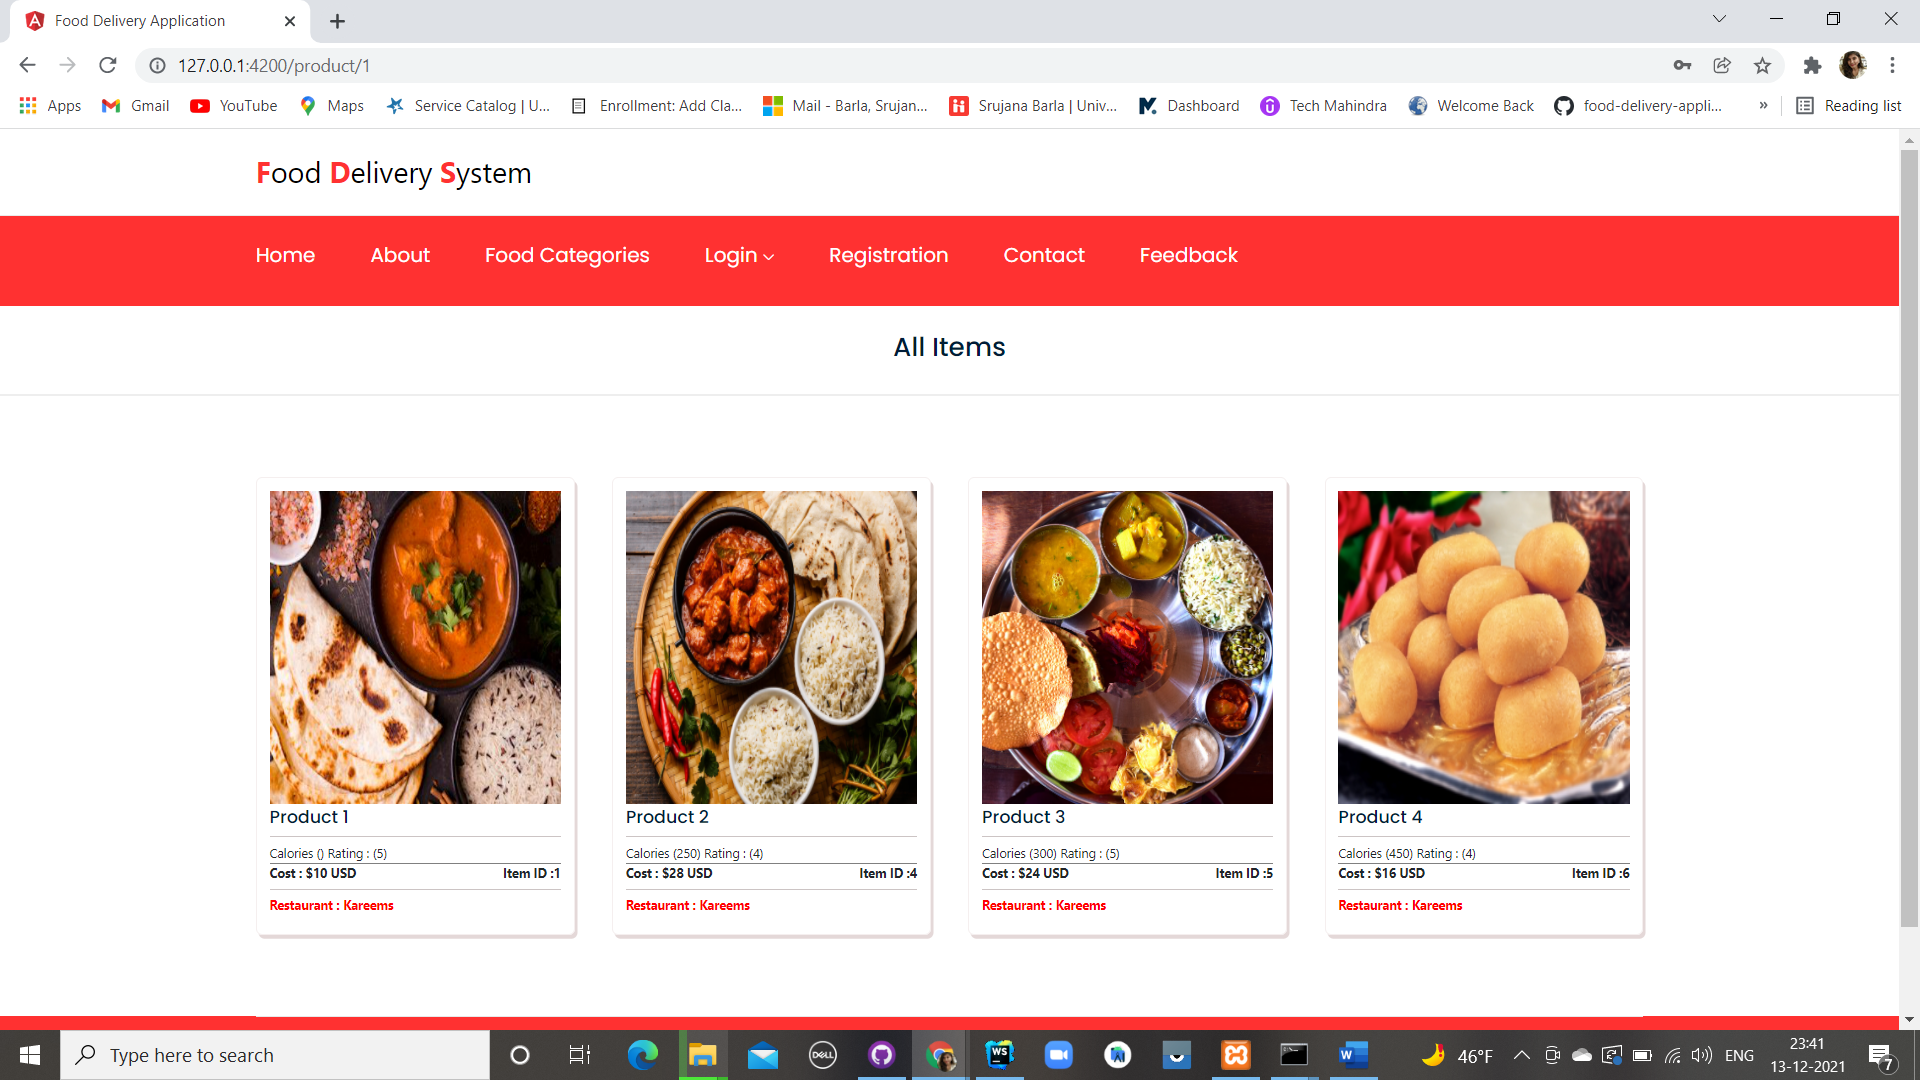 Food Delivery Application
127.0.0.1:4200/product/1
Apps Gmail YouTube Maps Service Catalog | U... Enrollment: Add Cla... Mail - Barla, Srujan... Srujana Barla | Univ... Dashboard Tech Mahindra Welcome Back food-delivery-appli... » Reading list
Food Delivery System
Home About Food Categories Login Registration Contact Feedback
All Items
Product 1
Calories () Rating : (5)
Cost : $10 USD Item ID :1
Restaurant : Kareems
Product 2
Calories (250) Rating : (4)
Cost : $28 USD Item ID :4
Restaurant : Kareems
Product 3
Calories (300) Rating : (5)
Cost : $24 USD Item ID :5
Restaurant : Kareems
Product 4
Calories (450) Rating : (4)
Cost : $16 USD Item ID :6
Restaurant : Kareems
Type here to search
DELL
WS
W
46°F
ENG
23:41
13-12-2021
7